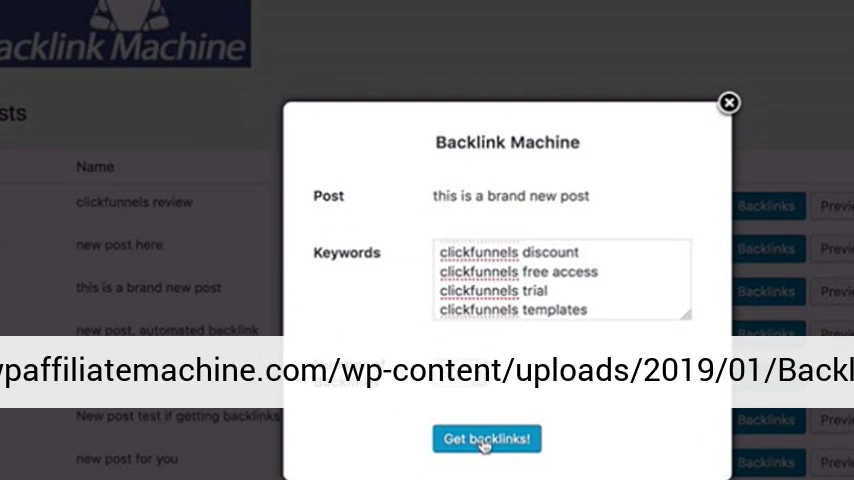 acklink Machine
sts
Name
clickfunnels review
new post here
this is a brand new post
new post, automated backlink
New post test if getting backlinks
new post for you
Backlink Machine
Post this is a brand new post
Keywords clickfunnels discount
clickfunnels free access
clickfunnels trial
clickfunnels templates
Get backlinks!
Backlinks Previ
Backlinks Previ
Backlinks Previ
Backlinks Previ
Backlinks Previ
Backlinks Previ
vpaffiliatemachine.com/wp-content/uploads/2019/01/Backl